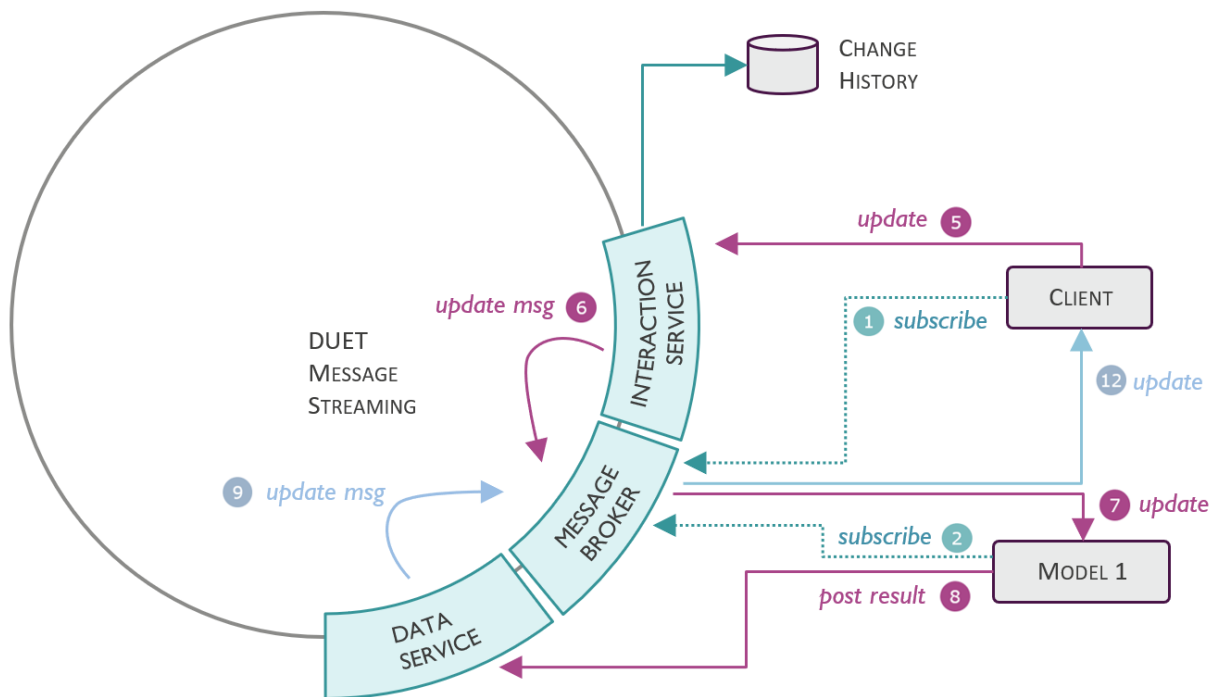 CHANGE
HISTORY
update 5
CLIENT
1 subscribe
update msg 6
INTERACTION
SERVICE
DUET
MESSAGE
STREAMING
12 update
9 update msg
MESSAGE
BROKER
7 update
subscribe 2
MODEL 1
post result 8
DATA
SERVICE